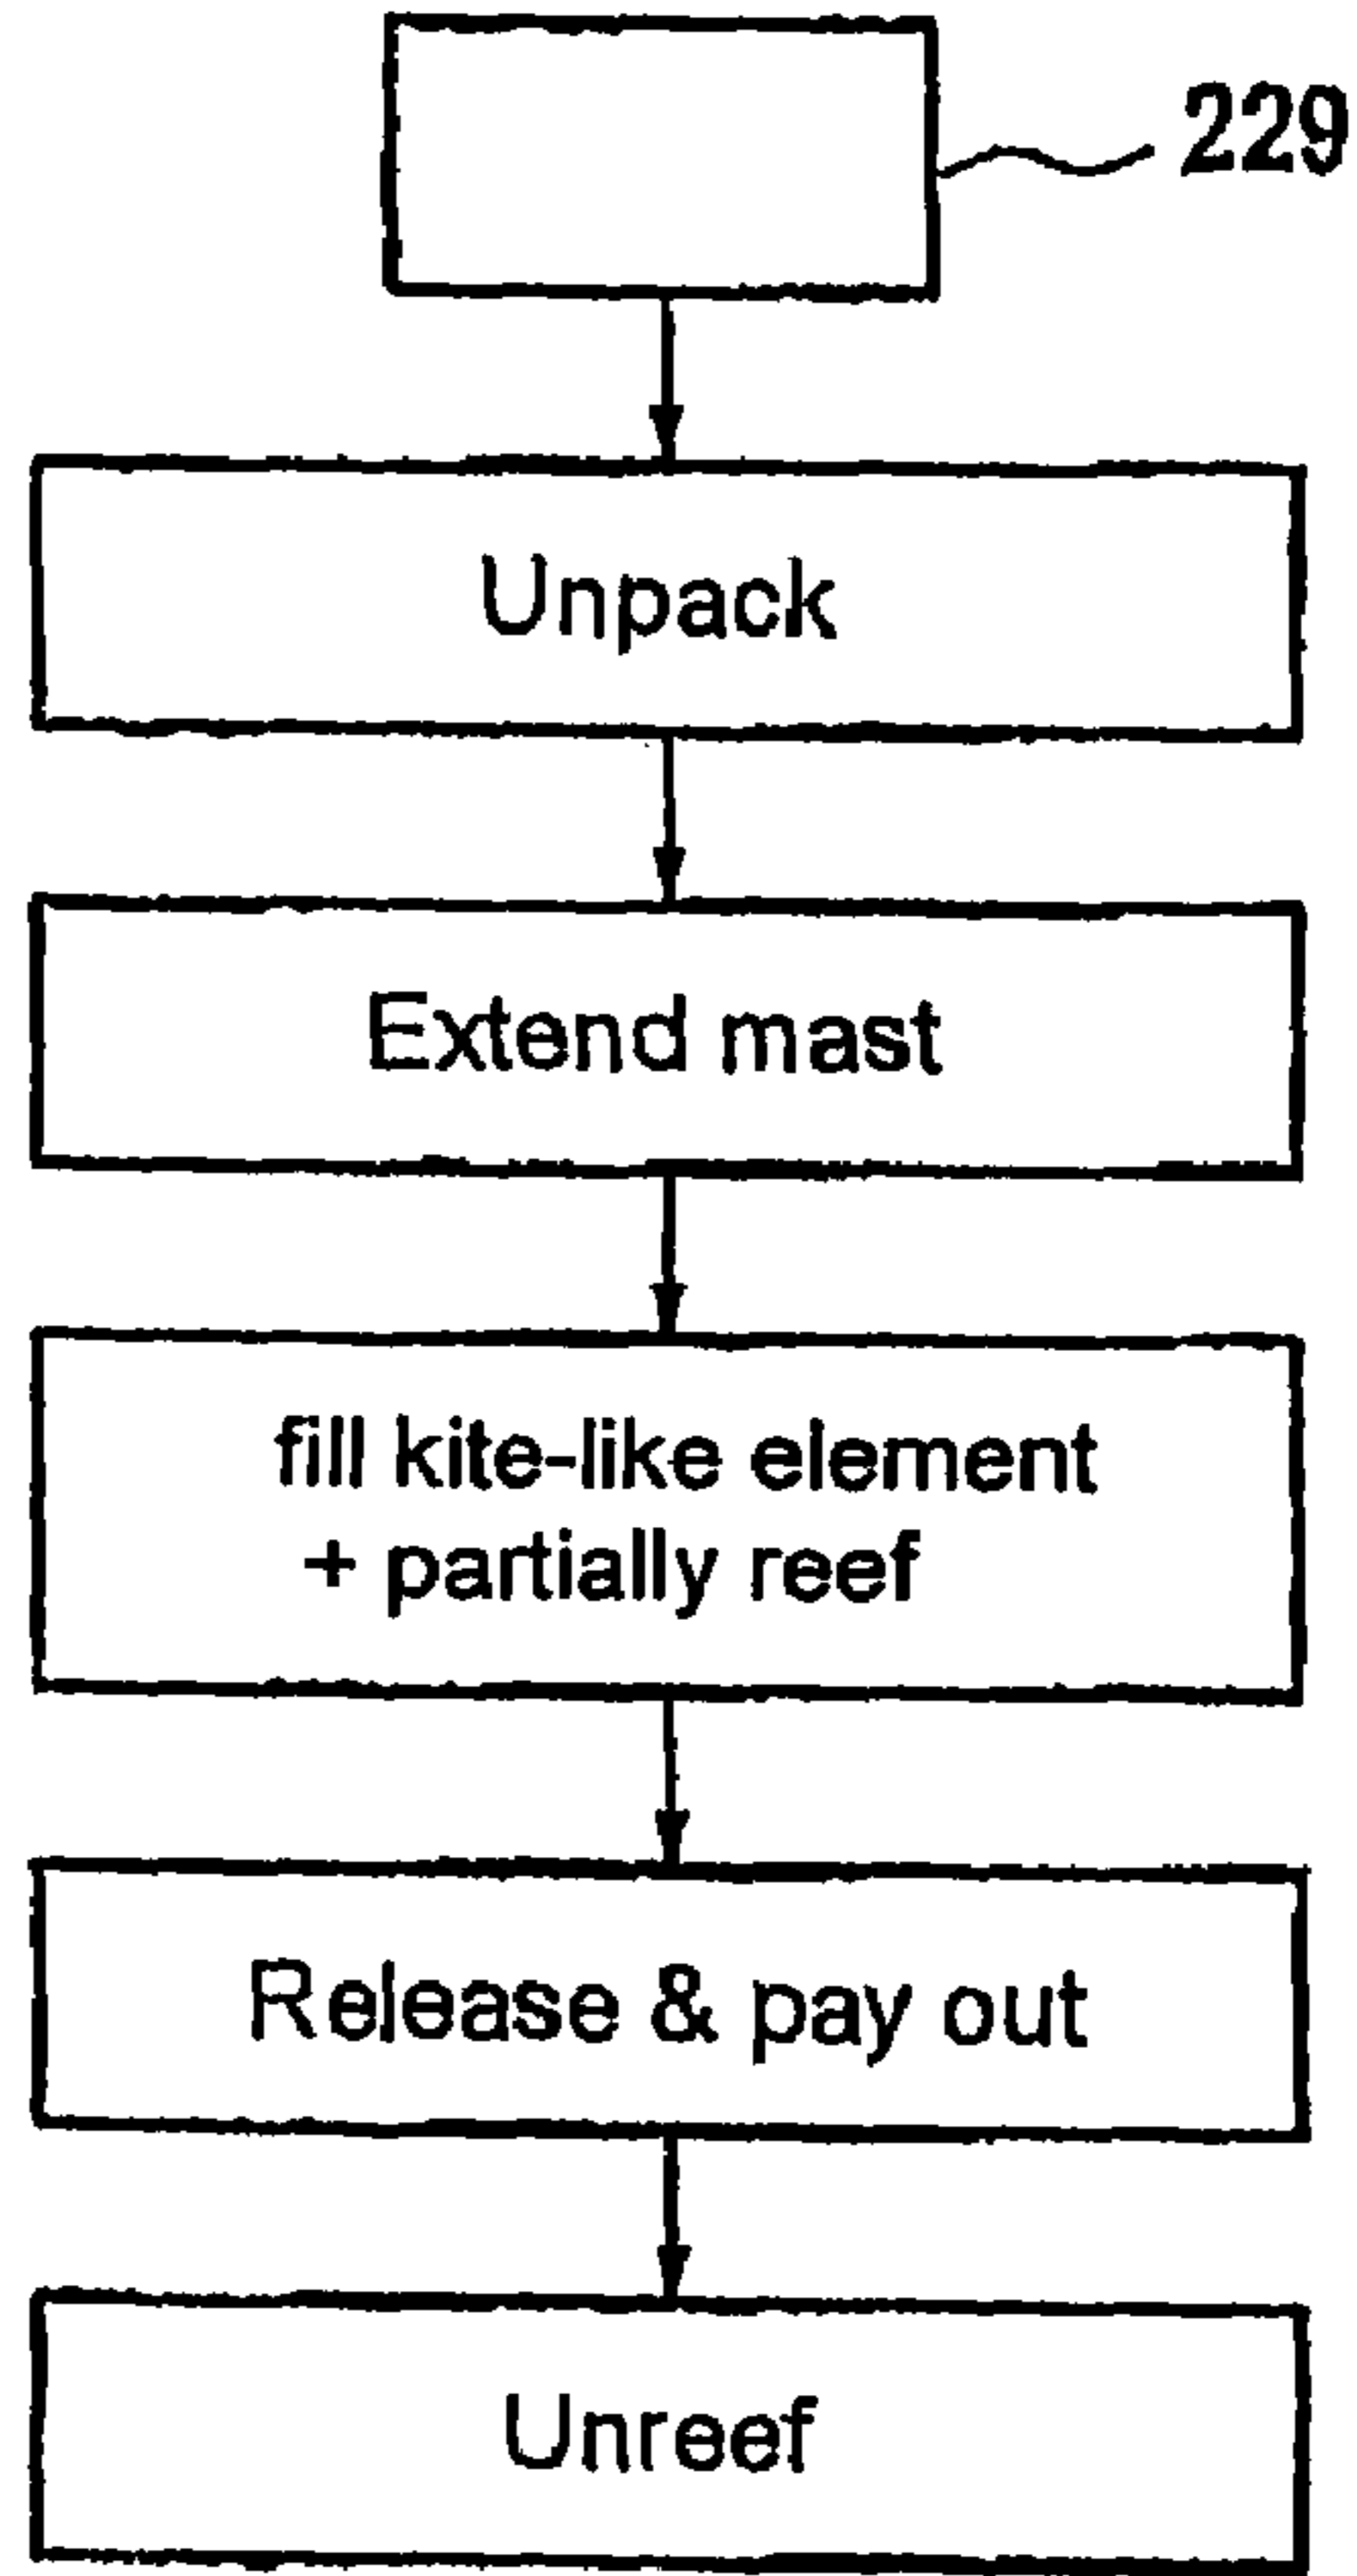 229
Unpack
Extend mast
fill kite-like element
+ partially reef
Release & pay out
Unreef